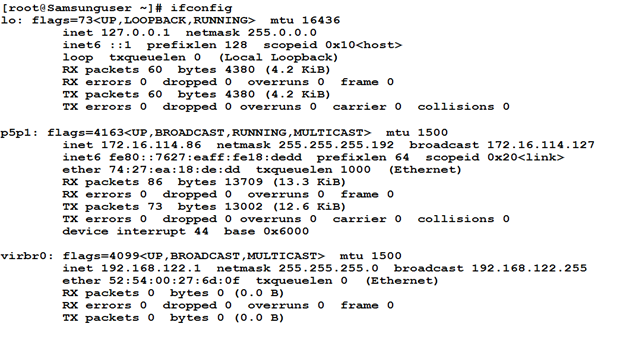 [root@Samsunguser ~]# ifconfig
lo: flags=73<UP,LOOPBACK,RUNNING>  mtu 16436
inet 127.0.0.1  netmask 255.0.0.0
inet6 ::1  prefixlen 128  scopeid 0x10<host>
loop  txqueuelen 0  (Local Loopback)
RX packets 60  bytes 4380 (4.2 KiB)
RX errors 0  dropped 0  overruns 0  frame 0
TX packets 60  bytes 4380 (4.2 KiB)
TX errors 0  dropped 0 overruns 0  carrier 0  collisions 0
p5p1: flags=4163<UP,BROADCAST,RUNNING,MULTICAST>  mtu 1500
inet 172.16.114.86  netmask 255.255.255.192  broadcast 172.16.114.127
inet6 fe80::7627:eaff:fe18:dedd  prefixlen 64  scopeid 0x20<link>
ether 74:27:ea:18:de:dd  txqueuelen 1000  (Ethernet)
RX packets 86  bytes 13709 (13.3 KiB)
RX errors 0  dropped 0  overruns 0  frame 0
TX packets 73  bytes 13002 (12.6 KiB)
TX errors 0  dropped 0 overruns 0  carrier 0  collisions 0
device interrupt 44  base 0x6000
virbr0: flags=4099<UP,BROADCAST,MULTICAST>  mtu 1500
inet 192.168.122.1  netmask 255.255.255.0  broadcast 192.168.122.255
ether 52:54:00:27:6d:0f  txqueuelen 0  (Ethernet)
RX packets 0  bytes 0 (0.0 B)
RX errors 0  dropped 0  overruns 0  frame 0
TX packets 0  bytes 0 (0.0 B)